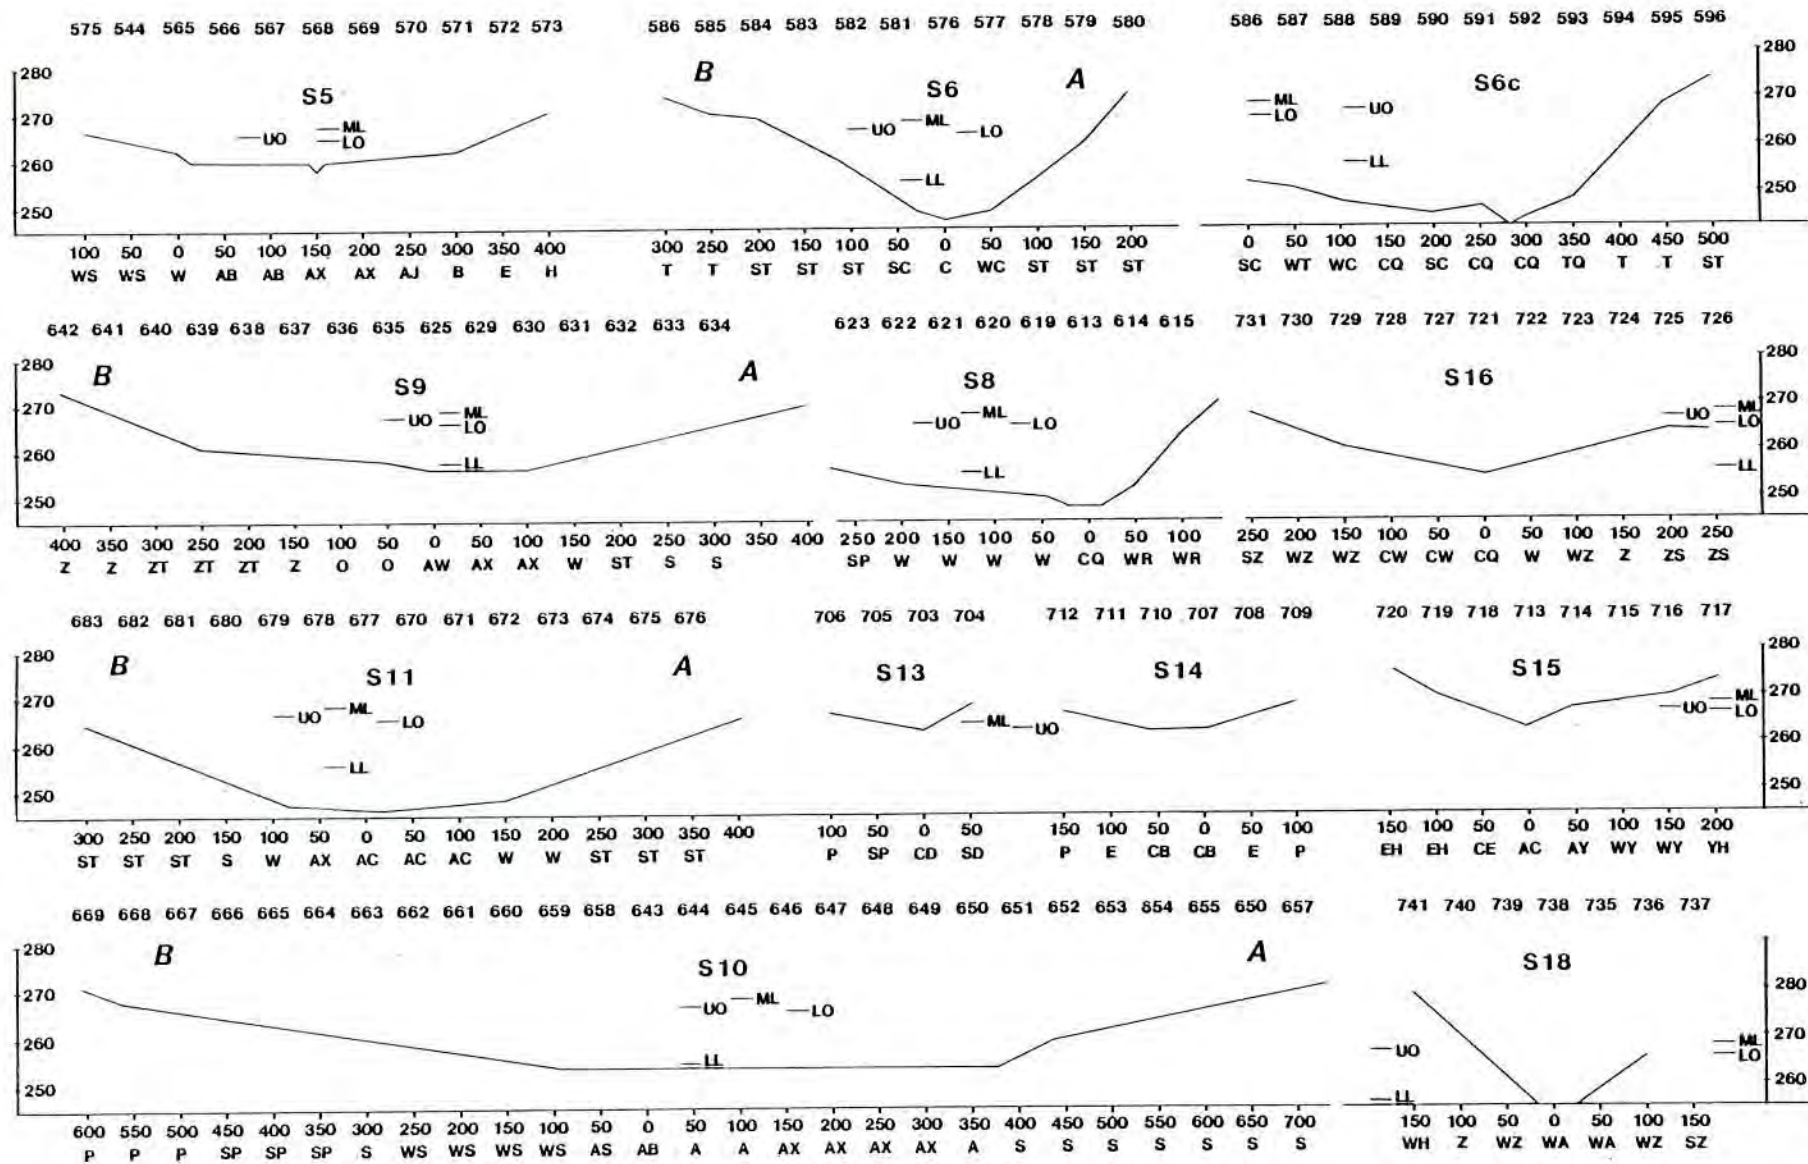 575 544 565 566 567 568 569 570 571 572 573
586 585 584 583 582 581 576 577 578 579 580
586 587 588 589 590 591 592 593 594 595 596
280
270
260
250
S5
UO
ML
LO
100 50 0 50 100 150 200 250 300 350 400
WS WS W AB AB AX AX AJ B E H
B
S6
A
UO
ML
LO
LL
300 250 200 150 100 50 0 50 100 150 200
T T ST ST ST SC C WC ST ST ST
S6c
ML
LO
UO
LL
280
270
260
250
0 50 100 150 200 250 300 350 400 450 500
SC WT WC CQ SC CQ CQ TQ T T ST
642 641 640 639 638 637 636 635 625 629 630 631 632 633 634
623 622 621 620 619 613 614 615
731 730 729 728 727 721 722 723 724 725 726
280
270
260
250
B
S9
A
UO
ML
LO
LL
400 350 300 250 200 150 100 50 0 50 100 150 200 250 300 350 400
Z Z ZT ZT ZT Z O O AW AX AX W ST S S
S8
UO
ML
LO
LL
250 200 150 100 50 0 50 100
SP W W W W CQ WR WR
S16
UO
ML
LO
LL
280
270
260
250
250 200 150 100 50 0 50 100 150 200 250
SZ WZ WZ CW CW CQ W WZ Z ZS ZS
683 682 681 680 679 678 677 670 671 672 673 674 675 676
706 705 703 704
712 711 710 707 708 709
720 719 718 713 714 715 716 717
280
270
260
250
B
S11
A
UO
ML
LO
LL
300 250 200 150 100 50 0 50 100 150 200 250 300 350 400
ST ST ST S W AX AC AC AC W W ST ST ST
S13
ML
UO
100 50 0 50
P SP CD SD
S14
150 100 50 0 50 100
P E CB CB E P
S15
UO
ML
LO
280
270
260
250
150 100 50 0 50 100 150 200
EH EH CE AC AY WY WY YH
669 668 667 666 665 664 663 662 661 660 659 658 643 644 645 646 647 648 649 650 651 652 653 654 655 650 657
741 740 739 738 735 736 737
280
270
260
250
B
S10
A
UO
ML
LO
LL
600 550 500 450 400 350 300 250 200 150 100 50 0 50 100 150 200 250 300 350 400 450 500 550 600 650 700
P P P SP SP SP S WS WS WS WS AS AB A A AX AX AX AX A S S S S S S S
S18
UO
LL
ML
LO
280
270
260
150 100 50 0 50 100 150
WH Z WZ WA WA WZ SZ